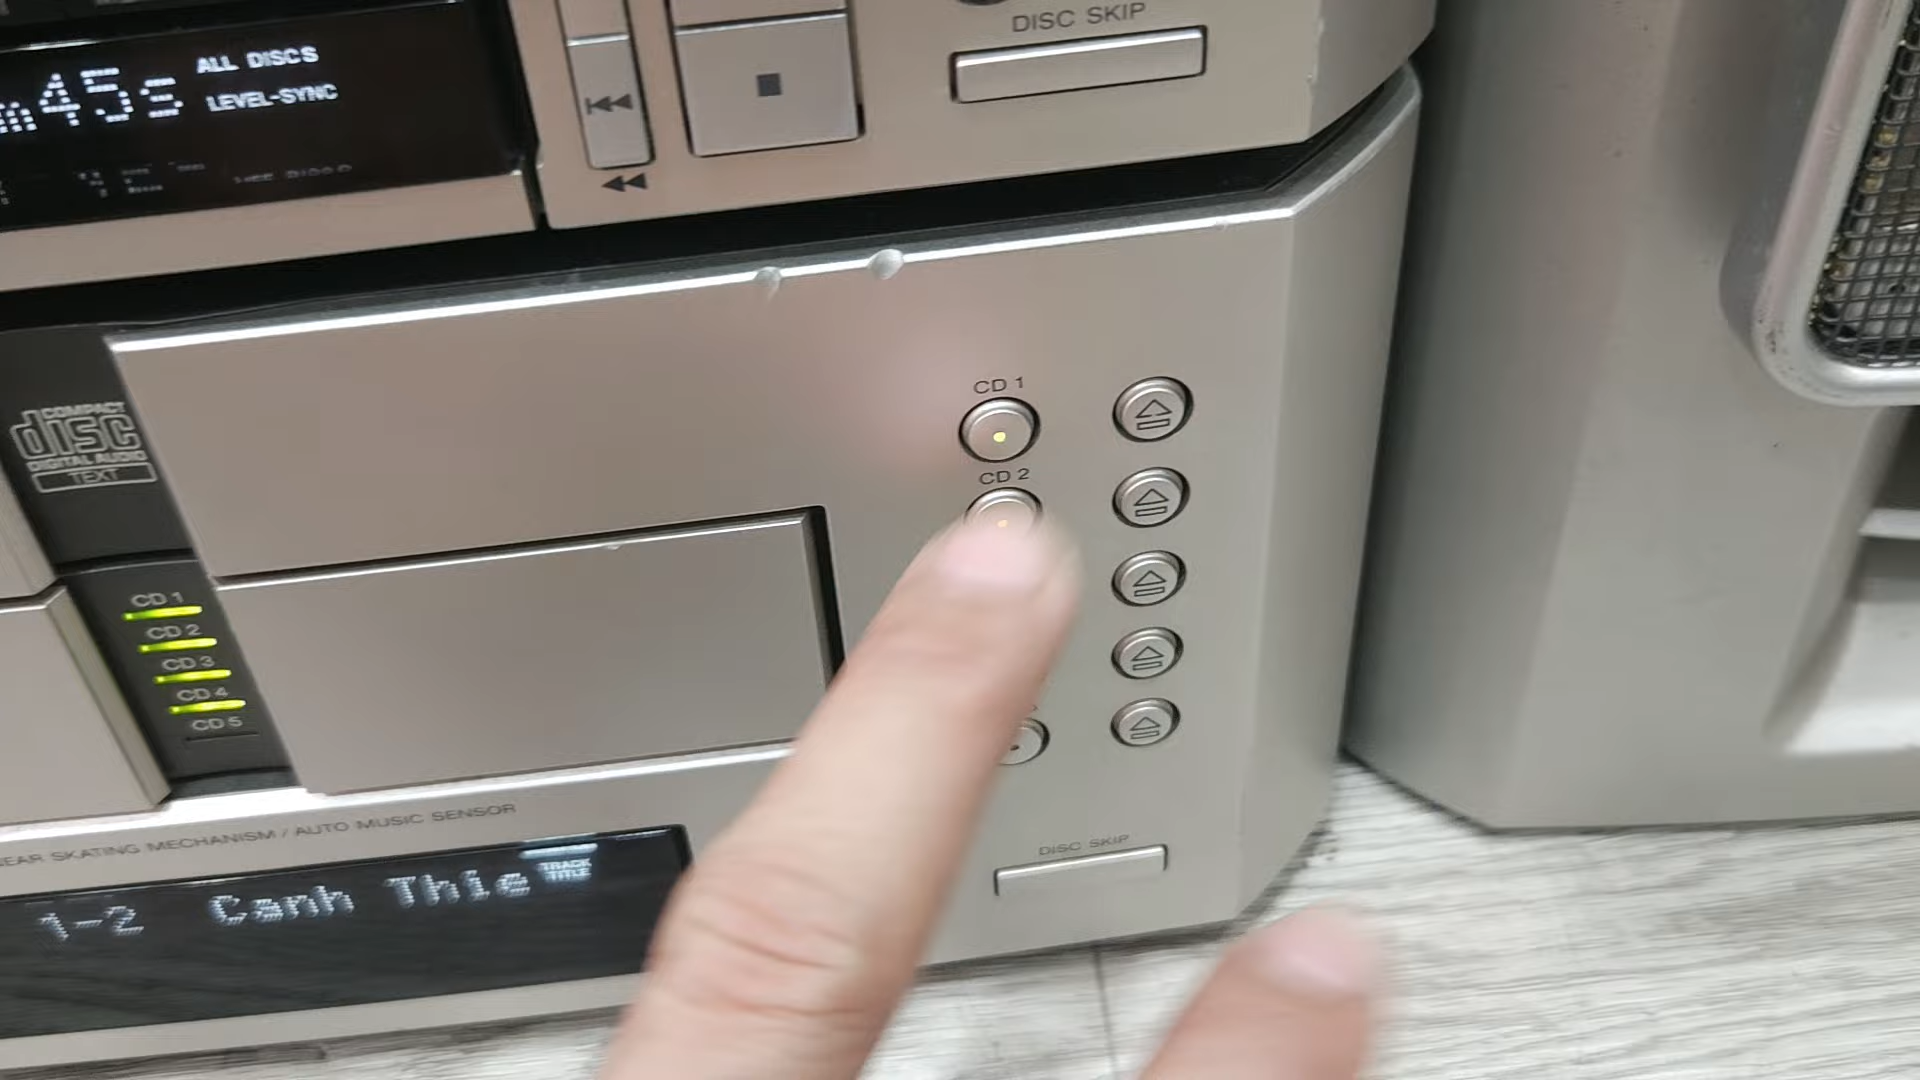 DISC SKIP
m45s ALL DISCS
LEVEL-SYNC
CD 1
CD 2
COMPACT
disc
DIGITAL AUDIO
TEXT
CD 1
CD 2
CD 3
CD 4
CD 5
SKATING MECHANISM / AUTO MUSIC SENSOR
DISC SKIP
1-2 Canh Thie TRACK
TITLE